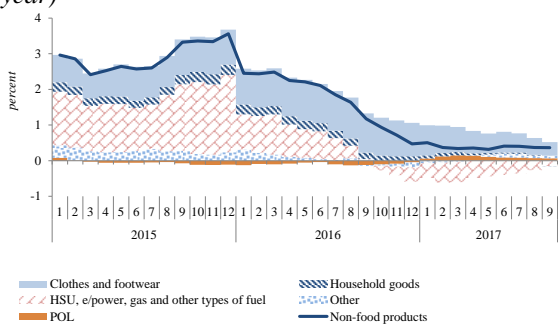 year)
4
3
2
1
0
-1
percent
1 2 3 4 5 6 7 8 9 10 11 12 1 2 3 4 5 6 7 8 9 10 11 12 1 2 3 4 5 6 7 8 9
2015 2016 2017
Clothes and footwear Household goods
HSU, e/power, gas and other types of fuel Other
POL Non-food products